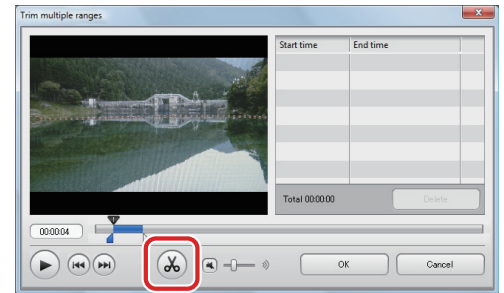 Trim multiple ranges
Start time End time
Total 00:00:00 Delete
00:00:04
OK Cancel